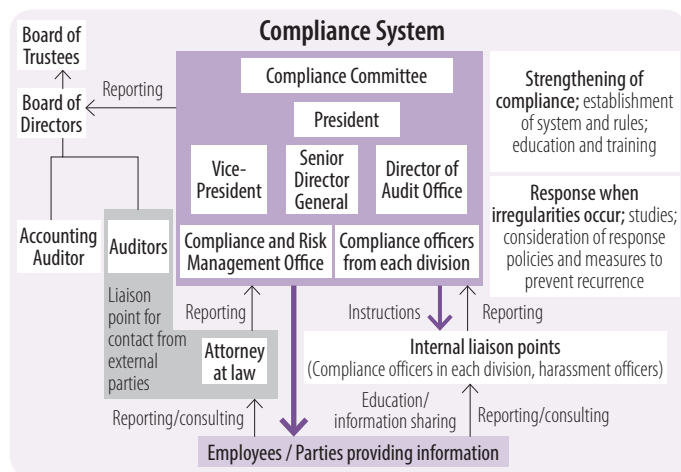 Compliance System
Board of
Trustees
Board of
Directors
Reporting
Accounting
Auditor
Auditors
Liaison
point for
contact from
external
parties
Compliance Committee
President
Vice-
President
Senior
Director
General
Director of
Audit Office
Compliance and Risk
Management Office
Compliance officers
from each division
Strengthening of
compliance; establishment
of system and rules;
education and training
Response when
irregularities occur; studies;
consideration of response
policies and measures to
prevent recurrence
Reporting
Instructions
Reporting
Attorney
at law
Internal liaison points
(Compliance officers in each division, harassment officers)
Reporting/consulting
Education/
information sharing
Reporting/consulting
Employees / Parties providing information